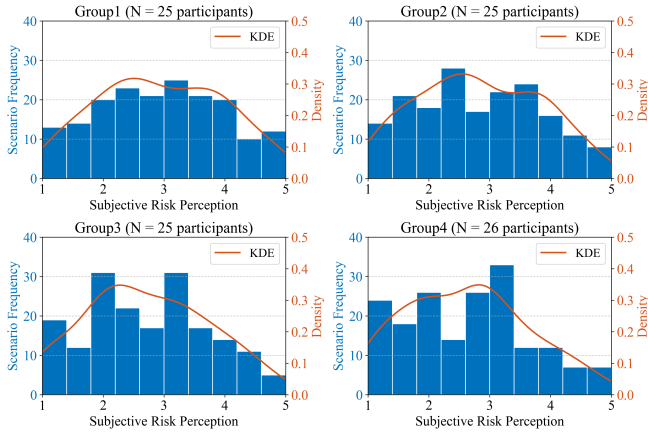 Group1 (N = 25 participants)
Scenario Frequency
40
30
20
10
0
KDE
0.5
0.4
0.3
0.2
0.1
0.0
Density
1 2 3 4 5
Subjective Risk Perception
Group2 (N = 25 participants)
Scenario Frequency
40
30
20
10
0
KDE
0.5
0.4
0.3
0.2
0.1
0.0
Density
1 2 3 4 5
Subjective Risk Perception
Group3 (N = 25 participants)
Scenario Frequency
40
30
20
10
0
KDE
0.5
0.4
0.3
0.2
0.1
0.0
Density
1 2 3 4 5
Subjective Risk Perception
Group4 (N = 26 participants)
Scenario Frequency
40
30
20
10
0
KDE
0.5
0.4
0.3
0.2
0.1
0.0
Density
1 2 3 4 5
Subjective Risk Perception